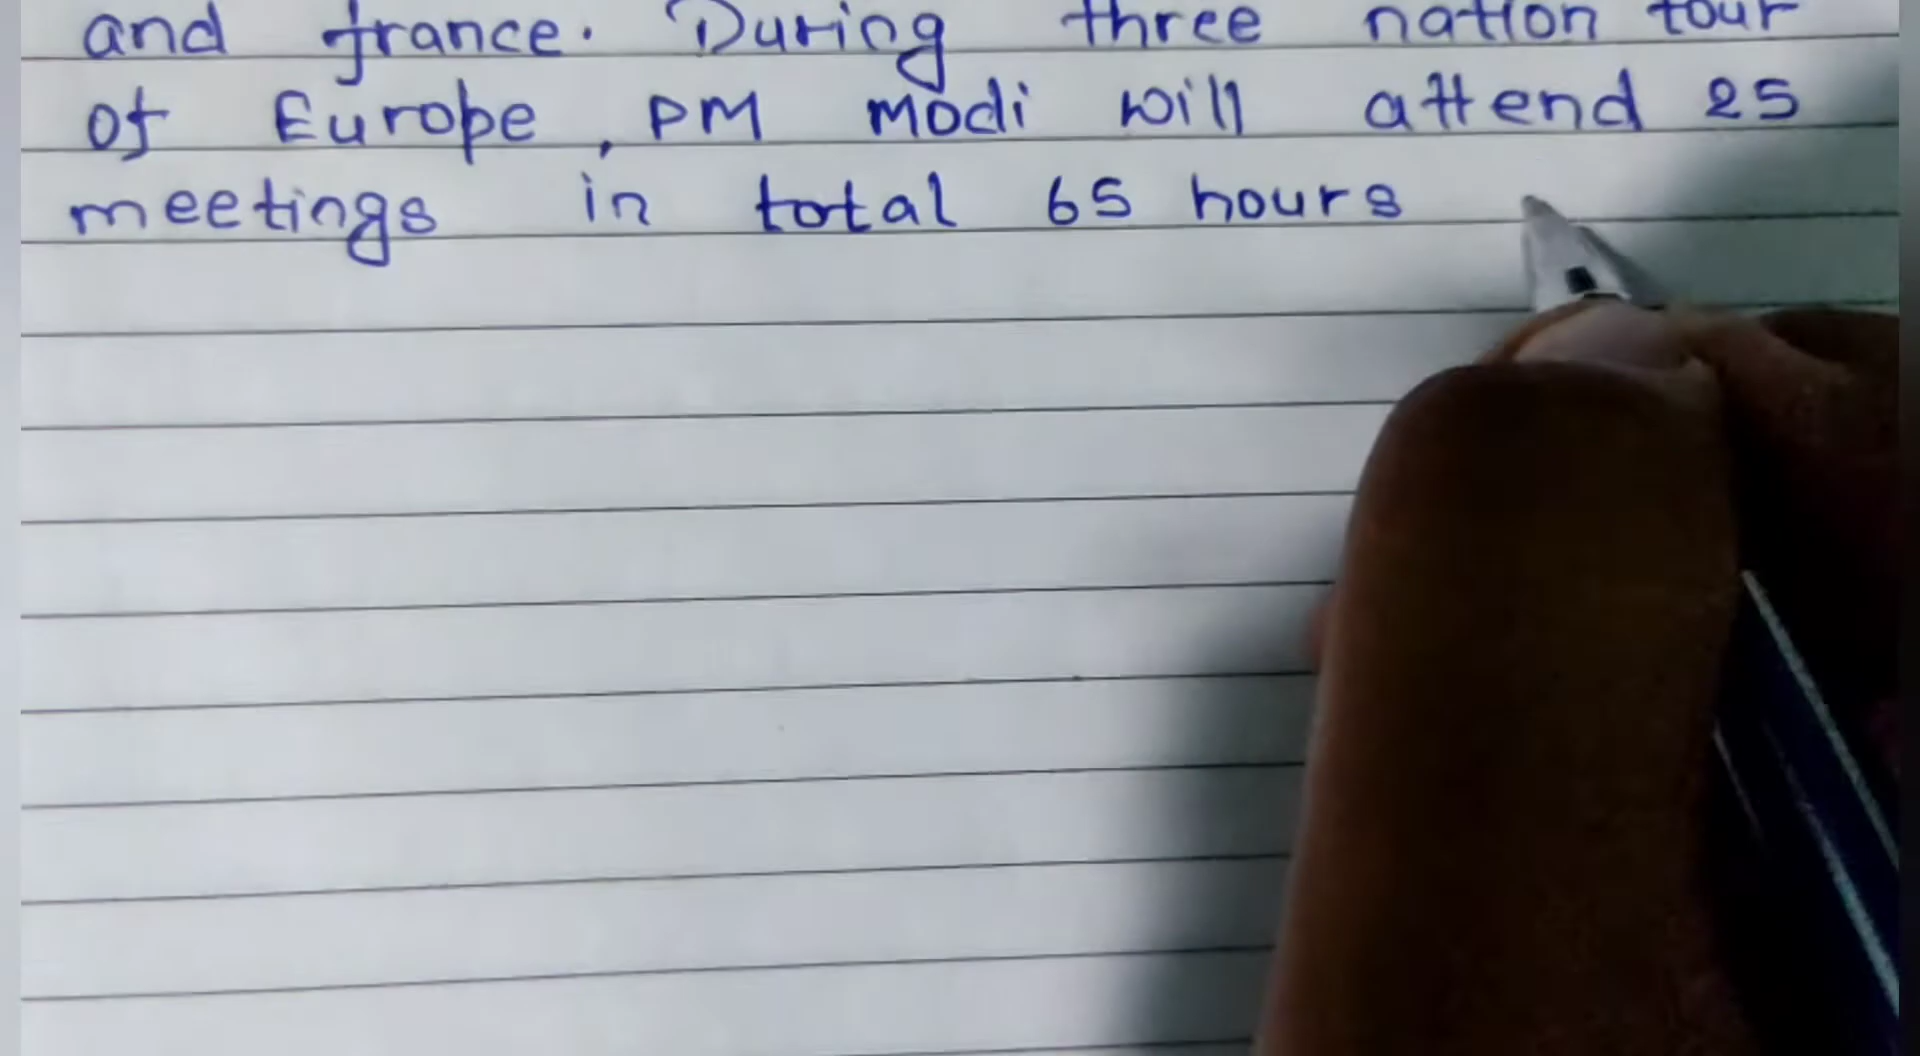 and france. During three nation tour
of Europe, PM Modi will attend 25
meetings in total 65 hours